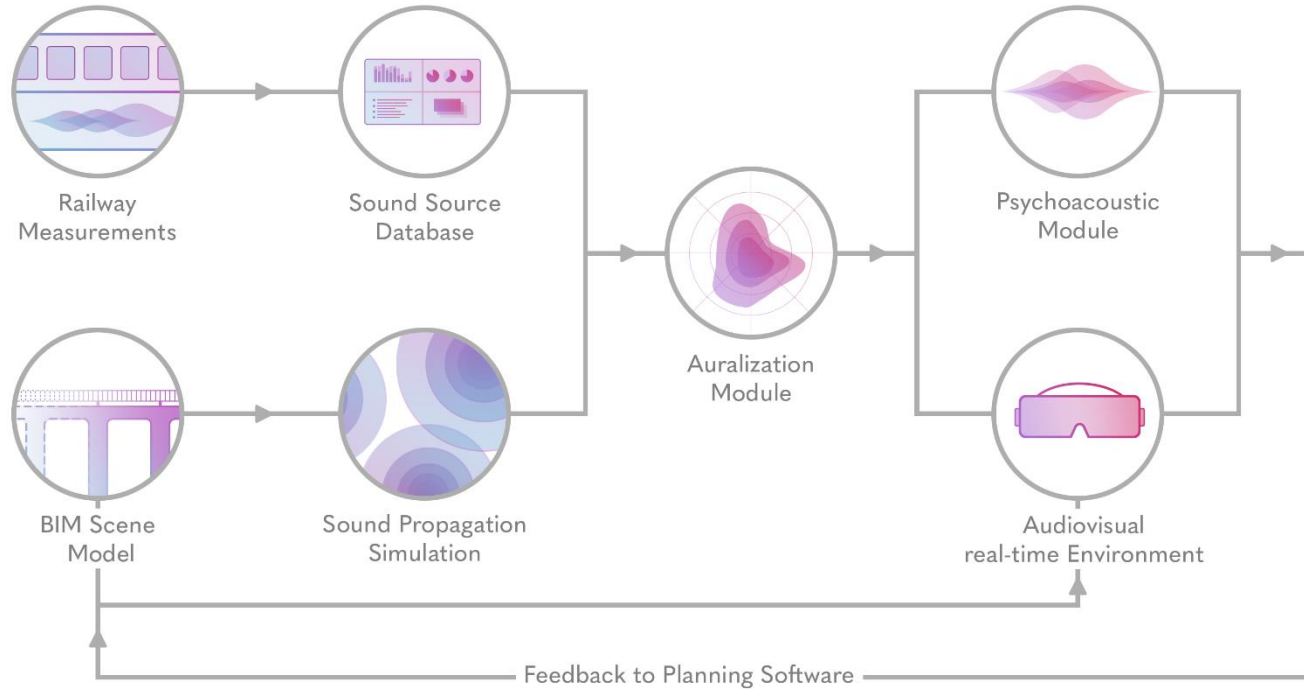 Railway
Measurements
Sound Source
Database
Psychoacoustic
Module
Auralization
Module
BIM Scene
Model
Sound Propagation
Simulation
Audiovisual
real-time Environment
Feedback to Planning Software